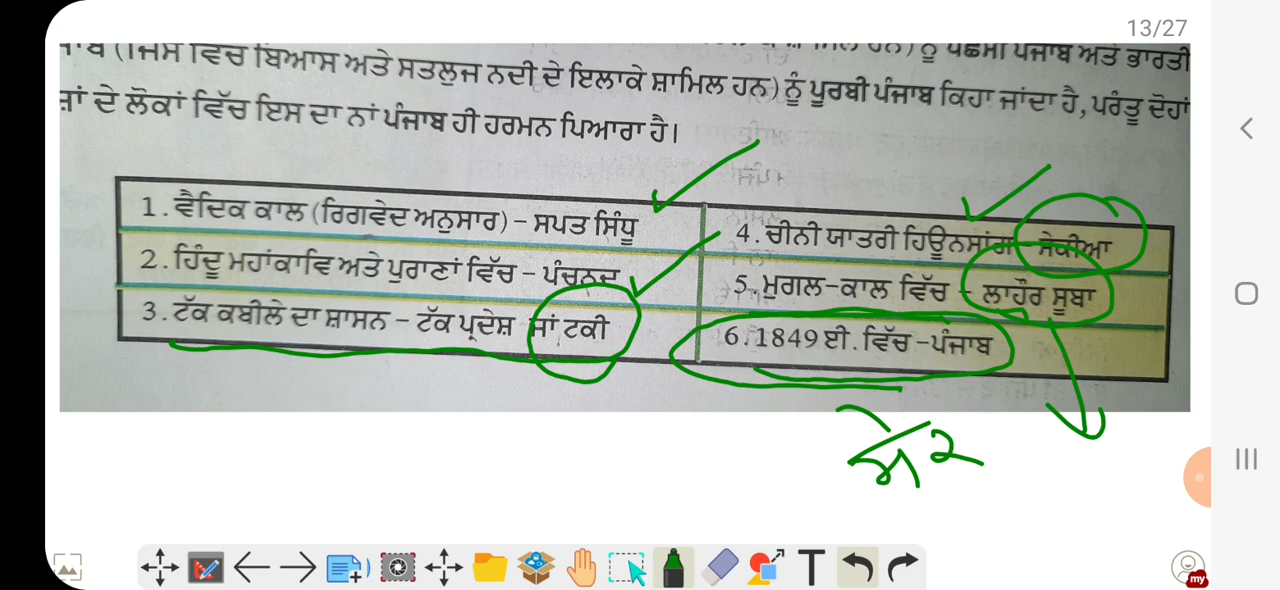 13/27
(ਜਿਸ ਵਿਚ ਬਿਆਸ ਅਤੇ ਸਤਲੁਜ ਨਦੀ ਦੇ ਇਲਾਕੇ ਸ਼ਾਮਿਲ ਹਨ) ਨੂੰ ਪੂਰਬੀ ਪੰਜਾਬ ਕਿਹਾ ਜਾਂਦਾ ਹੈ, ਪਰੰਤੂ ਦੋਹਾਂ
ਦੇ ਲੋਕਾਂ ਵਿੱਚ ਇਸ ਦਾ ਨਾਂ ਪੰਜਾਬ ਹੀ ਹਰਮਨ ਪਿਆਰਾ ਹੈ।
1. ਵੈਦਿਕ ਕਾਲ (ਰਿਗਵੇਦ ਅਨੁਸਾਰ) – ਸਪਤ ਸਿੰਧੂ
2. ਹਿੰਦੂ ਮਹਾਂਕਾਵਿ ਅਤੇ ਪੁਰਾਣਾਂ ਵਿੱਚ – ਪੰਚਨਦ
3. ਟੱਕ ਕਬੀਲੇ ਦਾ ਸ਼ਾਸਨ – ਟੱਕ ਪ੍ਰਦੇਸ਼ ਜਾਂ ਟਕੀ
4. ਚੀਨੀ ਯਾਤਰੀ ਹਿਊਨਸਾਂਗ – ਸੇਕੀਆ
5. ਮੁਗਲ-ਕਾਲ ਵਿੱਚ – ਲਾਹੌਰ ਸੂਬਾ
6. 1849 ਈ. ਵਿੱਚ – ਪੰਜਾਬ
T
my